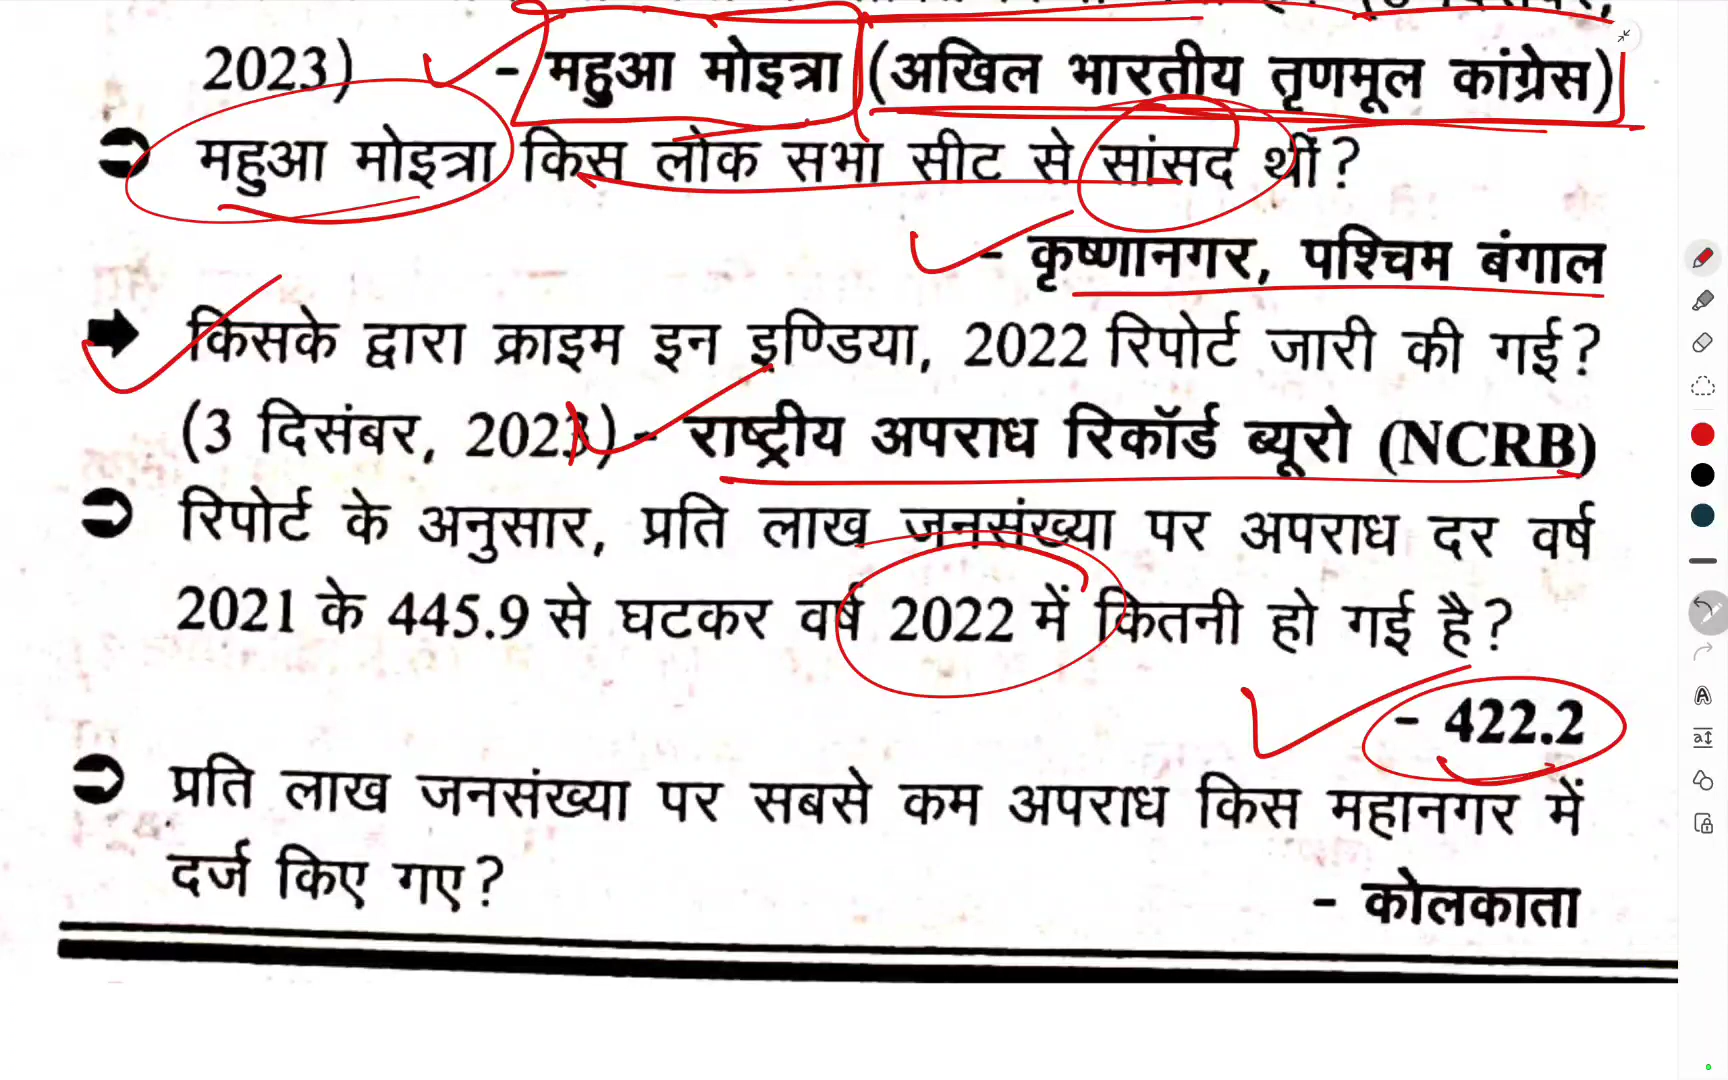 2023) - महुआ मोइत्रा (अखिल भारतीय तृणमूल कांग्रेस)
महुआ मोइत्रा किस लोक सभा सीट से सांसद थीं?
- कृष्णानगर, पश्चिम बंगाल
किसके द्वारा क्राइम इन इण्डिया, 2022 रिपोर्ट जारी की गई?
(3 दिसंबर, 2023) - राष्ट्रीय अपराध रिकॉर्ड ब्यूरो (NCRB)
रिपोर्ट के अनुसार, प्रति लाख जनसंख्या पर अपराध दर वर्ष
2021 के 445.9 से घटकर वर्ष 2022 में कितनी हो गई है?
- 422.2
प्रति लाख जनसंख्या पर सबसे कम अपराध किस महानगर में
दर्ज किए गए?
- कोलकाता